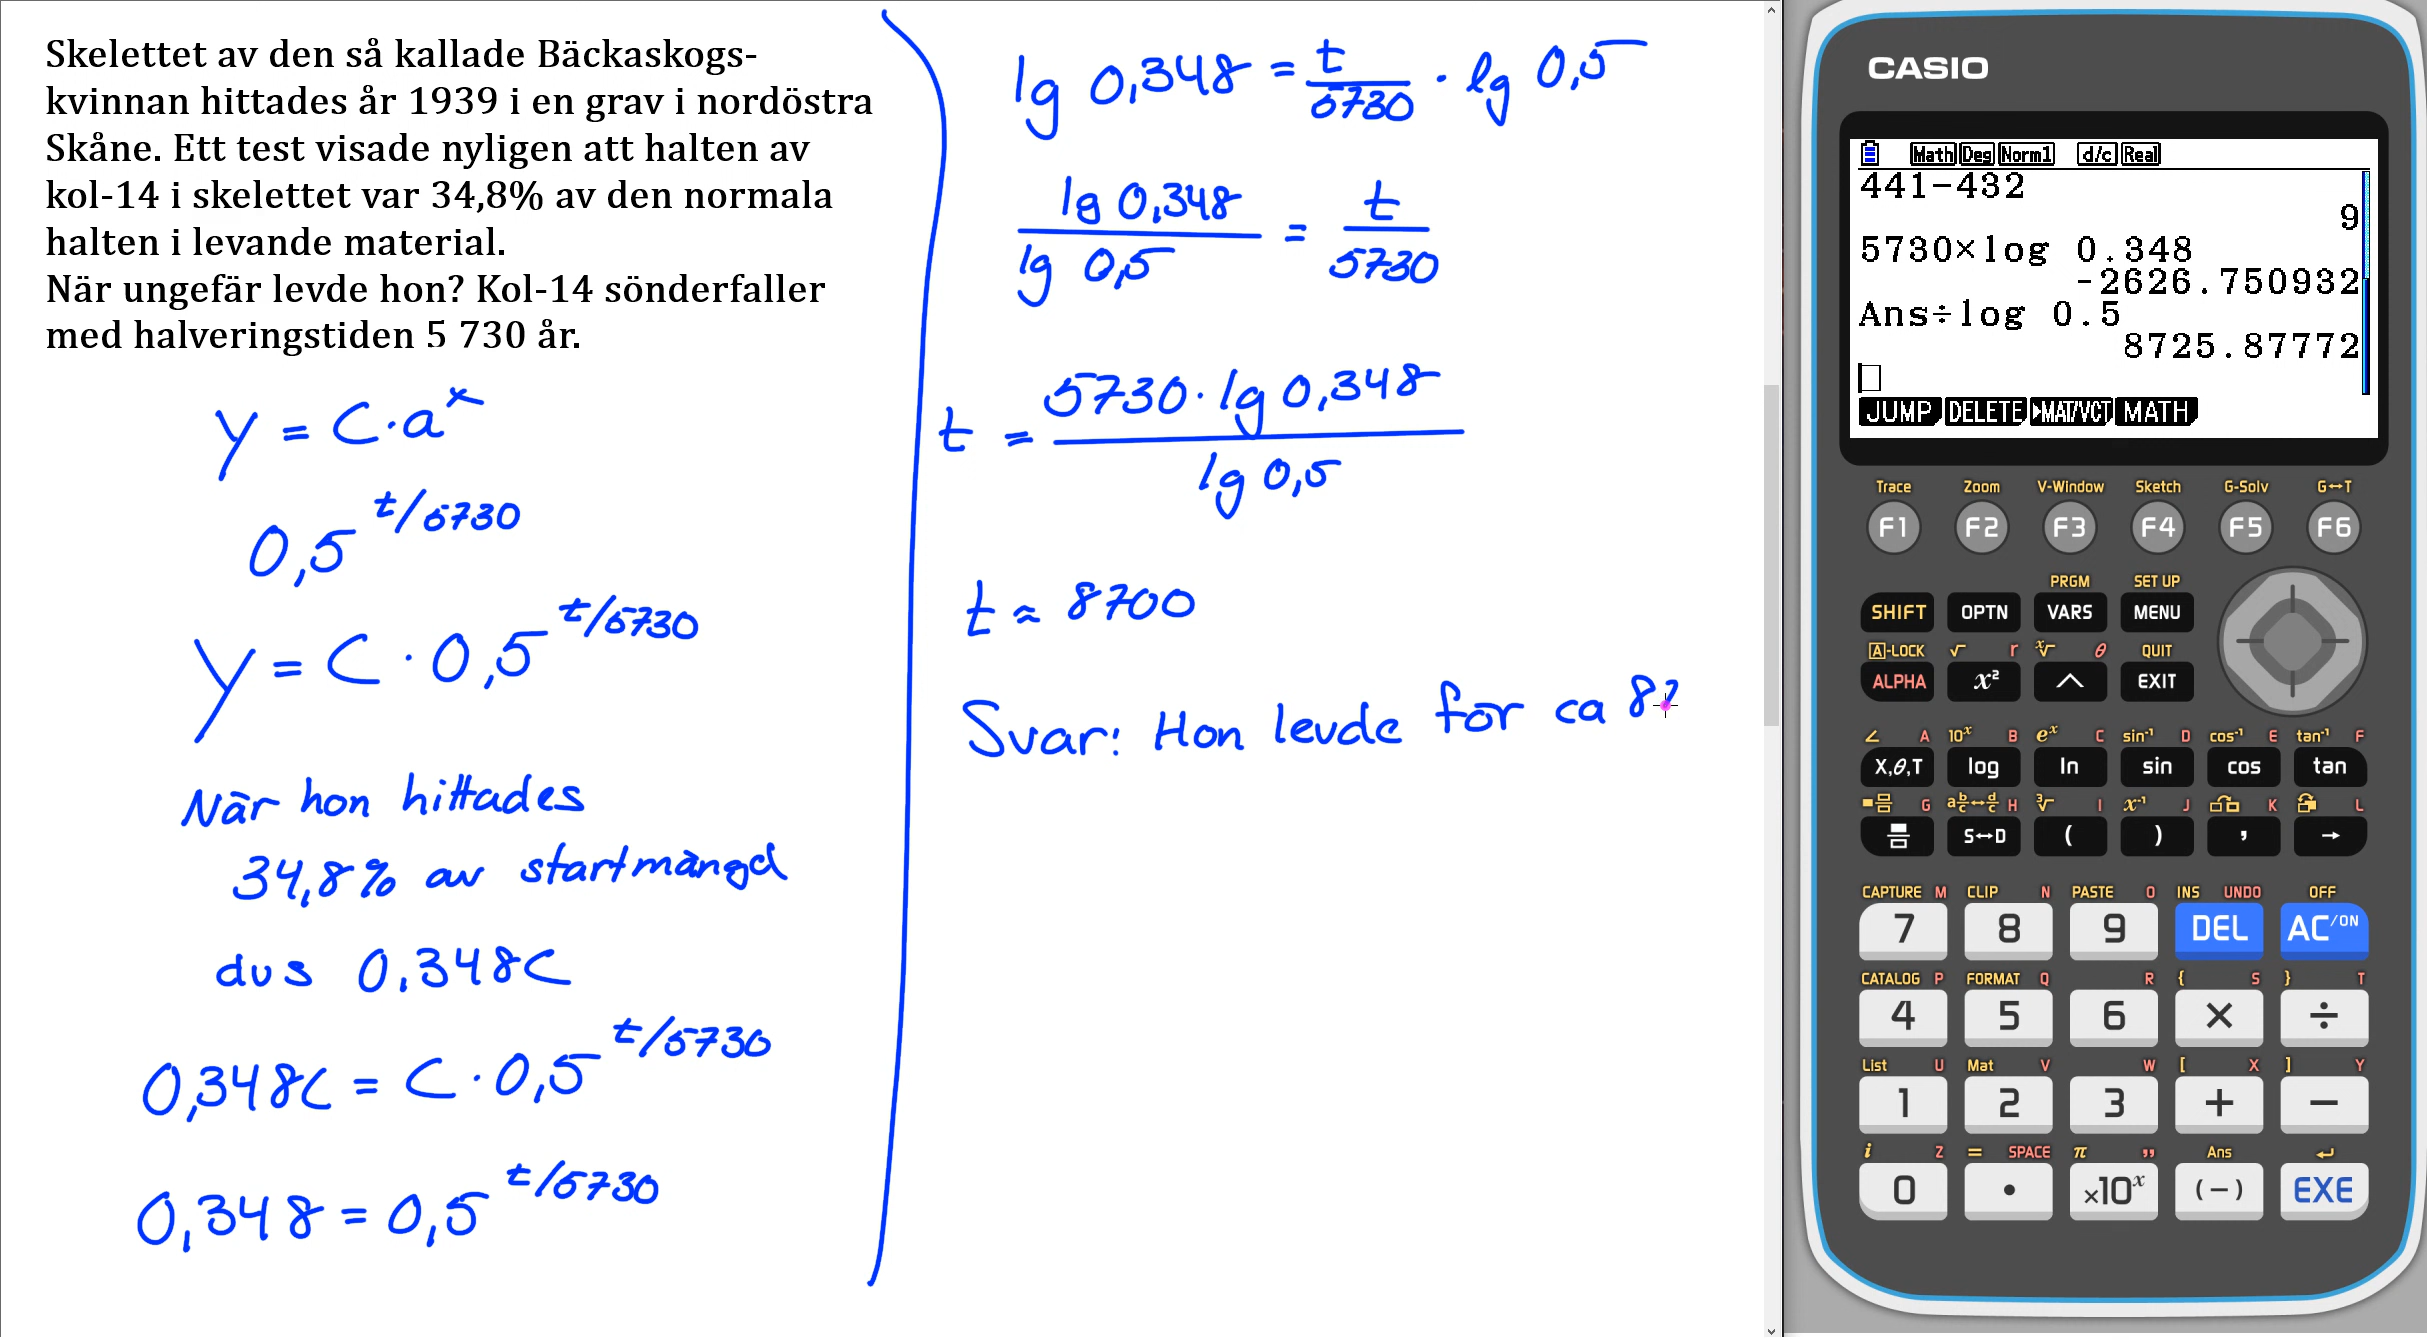 Skelettet av den så kallade Bäckaskogs-
kvinnan hittades år 1939 i en grav i nordöstra
Skåne. Ett test visade nyligen att halten av
kol-14 i skelettet var 34,8% av den normala
halten i levande material.
När ungefär levde hon? Kol-14 sönderfaller
med halveringstiden 5 730 år.
y = C·a^x
0,5^t/5730
y = C · 0,5^t/5730
När hon hittades
34,8% av startmängd
dvs 0,348C
0,348C = C · 0,5^t/5730
0,348 = 0,5^t/5730
lg 0,348 = t/5730 · lg 0,5
lg 0,348 / lg 0,5 = t/5730
t = 5730 · lg 0,348 / lg 0,5
t ≈ 8700
Svar: Hon levde för ca 8
CASIO
Math Deg Norm1 d/c Real
441-432
9
5730×log 0.348
-2626.750932
Ans÷log 0.5
8725.87772
JUMP DELETE ▶MAT/VCT MATH
Trace Zoom V-Window Sketch G-Solv G↔T
F1 F2 F3 F4 F5 F6
PRGM SET UP
SHIFT OPTN VARS MENU
A-LOCK √ r ˣ√ θ QUIT
ALPHA x² ^ EXIT
∠ A 10ˣ B eˣ C sin⁻¹ D cos⁻¹ E tan⁻¹ F
X,θ,T log ln sin cos tan
G a b/c↔d/c H ³√ I x⁻¹ J K L
S↔D ( ) , →
CAPTURE M CLIP N PASTE O INS UNDO OFF
7 8 9 DEL AC/ON
CATALOG P FORMAT Q R { S } T
4 5 6 × ÷
List U Mat V W [ X ] Y
1 2 3 + −
i Z = SPACE π " Ans ↵
0 • ×10ˣ (−) EXE